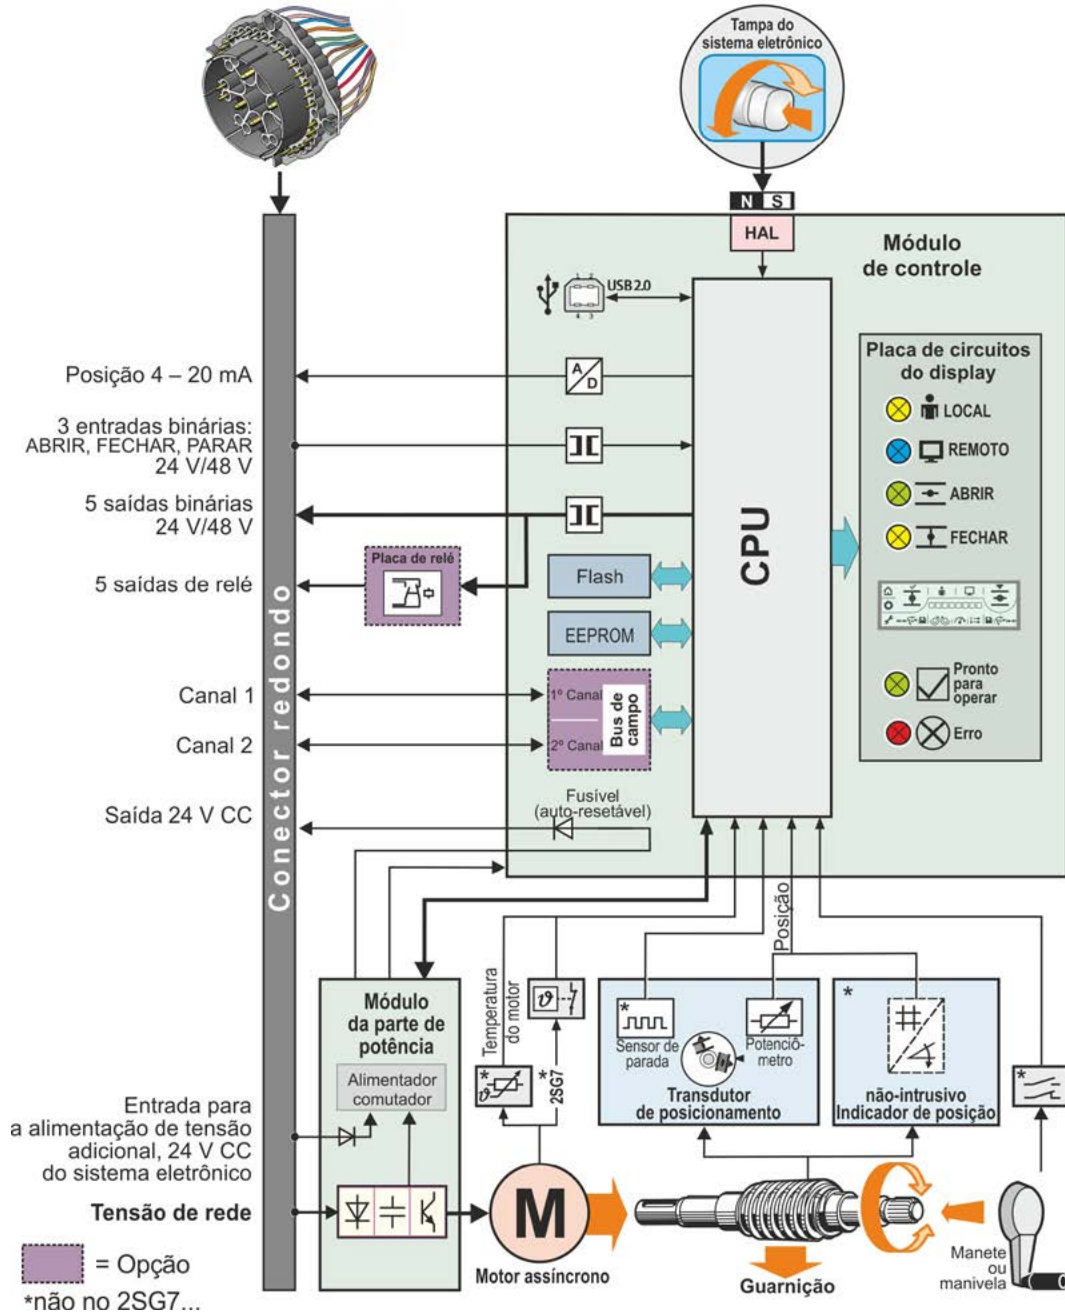 Tampa do
sistema eletrônico
N S
HAL
Módulo
de controle
1 2
USB 2.0
4 3
Placa de circuitos
do display
LOCAL
REMOTO
ABRIR
FECHAR
Pronto
para
operar
Erro
CPU
Posição 4 – 20 mA
A
D
3 entradas binárias:
ABRIR, FECHAR, PARAR
24 V/48 V
5 saídas binárias
24 V/48 V
Placa de relé
5 saídas de relé
Flash
EEPROM
Canal 1
1º Canal
Canal 2
2º Canal
Bus de
campo
Saída 24 V CC
Fusível
(auto-resetável)
Conector redondo
Posição
Temperatura
do motor
ϑ
*
ϑ
*
2SG7
*
Sensor de
parada
Potenciô-
metro
Transdutor
de posicionamento
*
não-intrusivo
Indicador de posição
*
Módulo
da parte de
potência
Alimentador
comutador
Entrada para
a alimentação de tensão
adicional, 24 V CC
do sistema eletrônico
Tensão de rede
M
Motor assíncrono
Guarnição
Manete
ou
manivela
= Opção
*não no 2SG7...